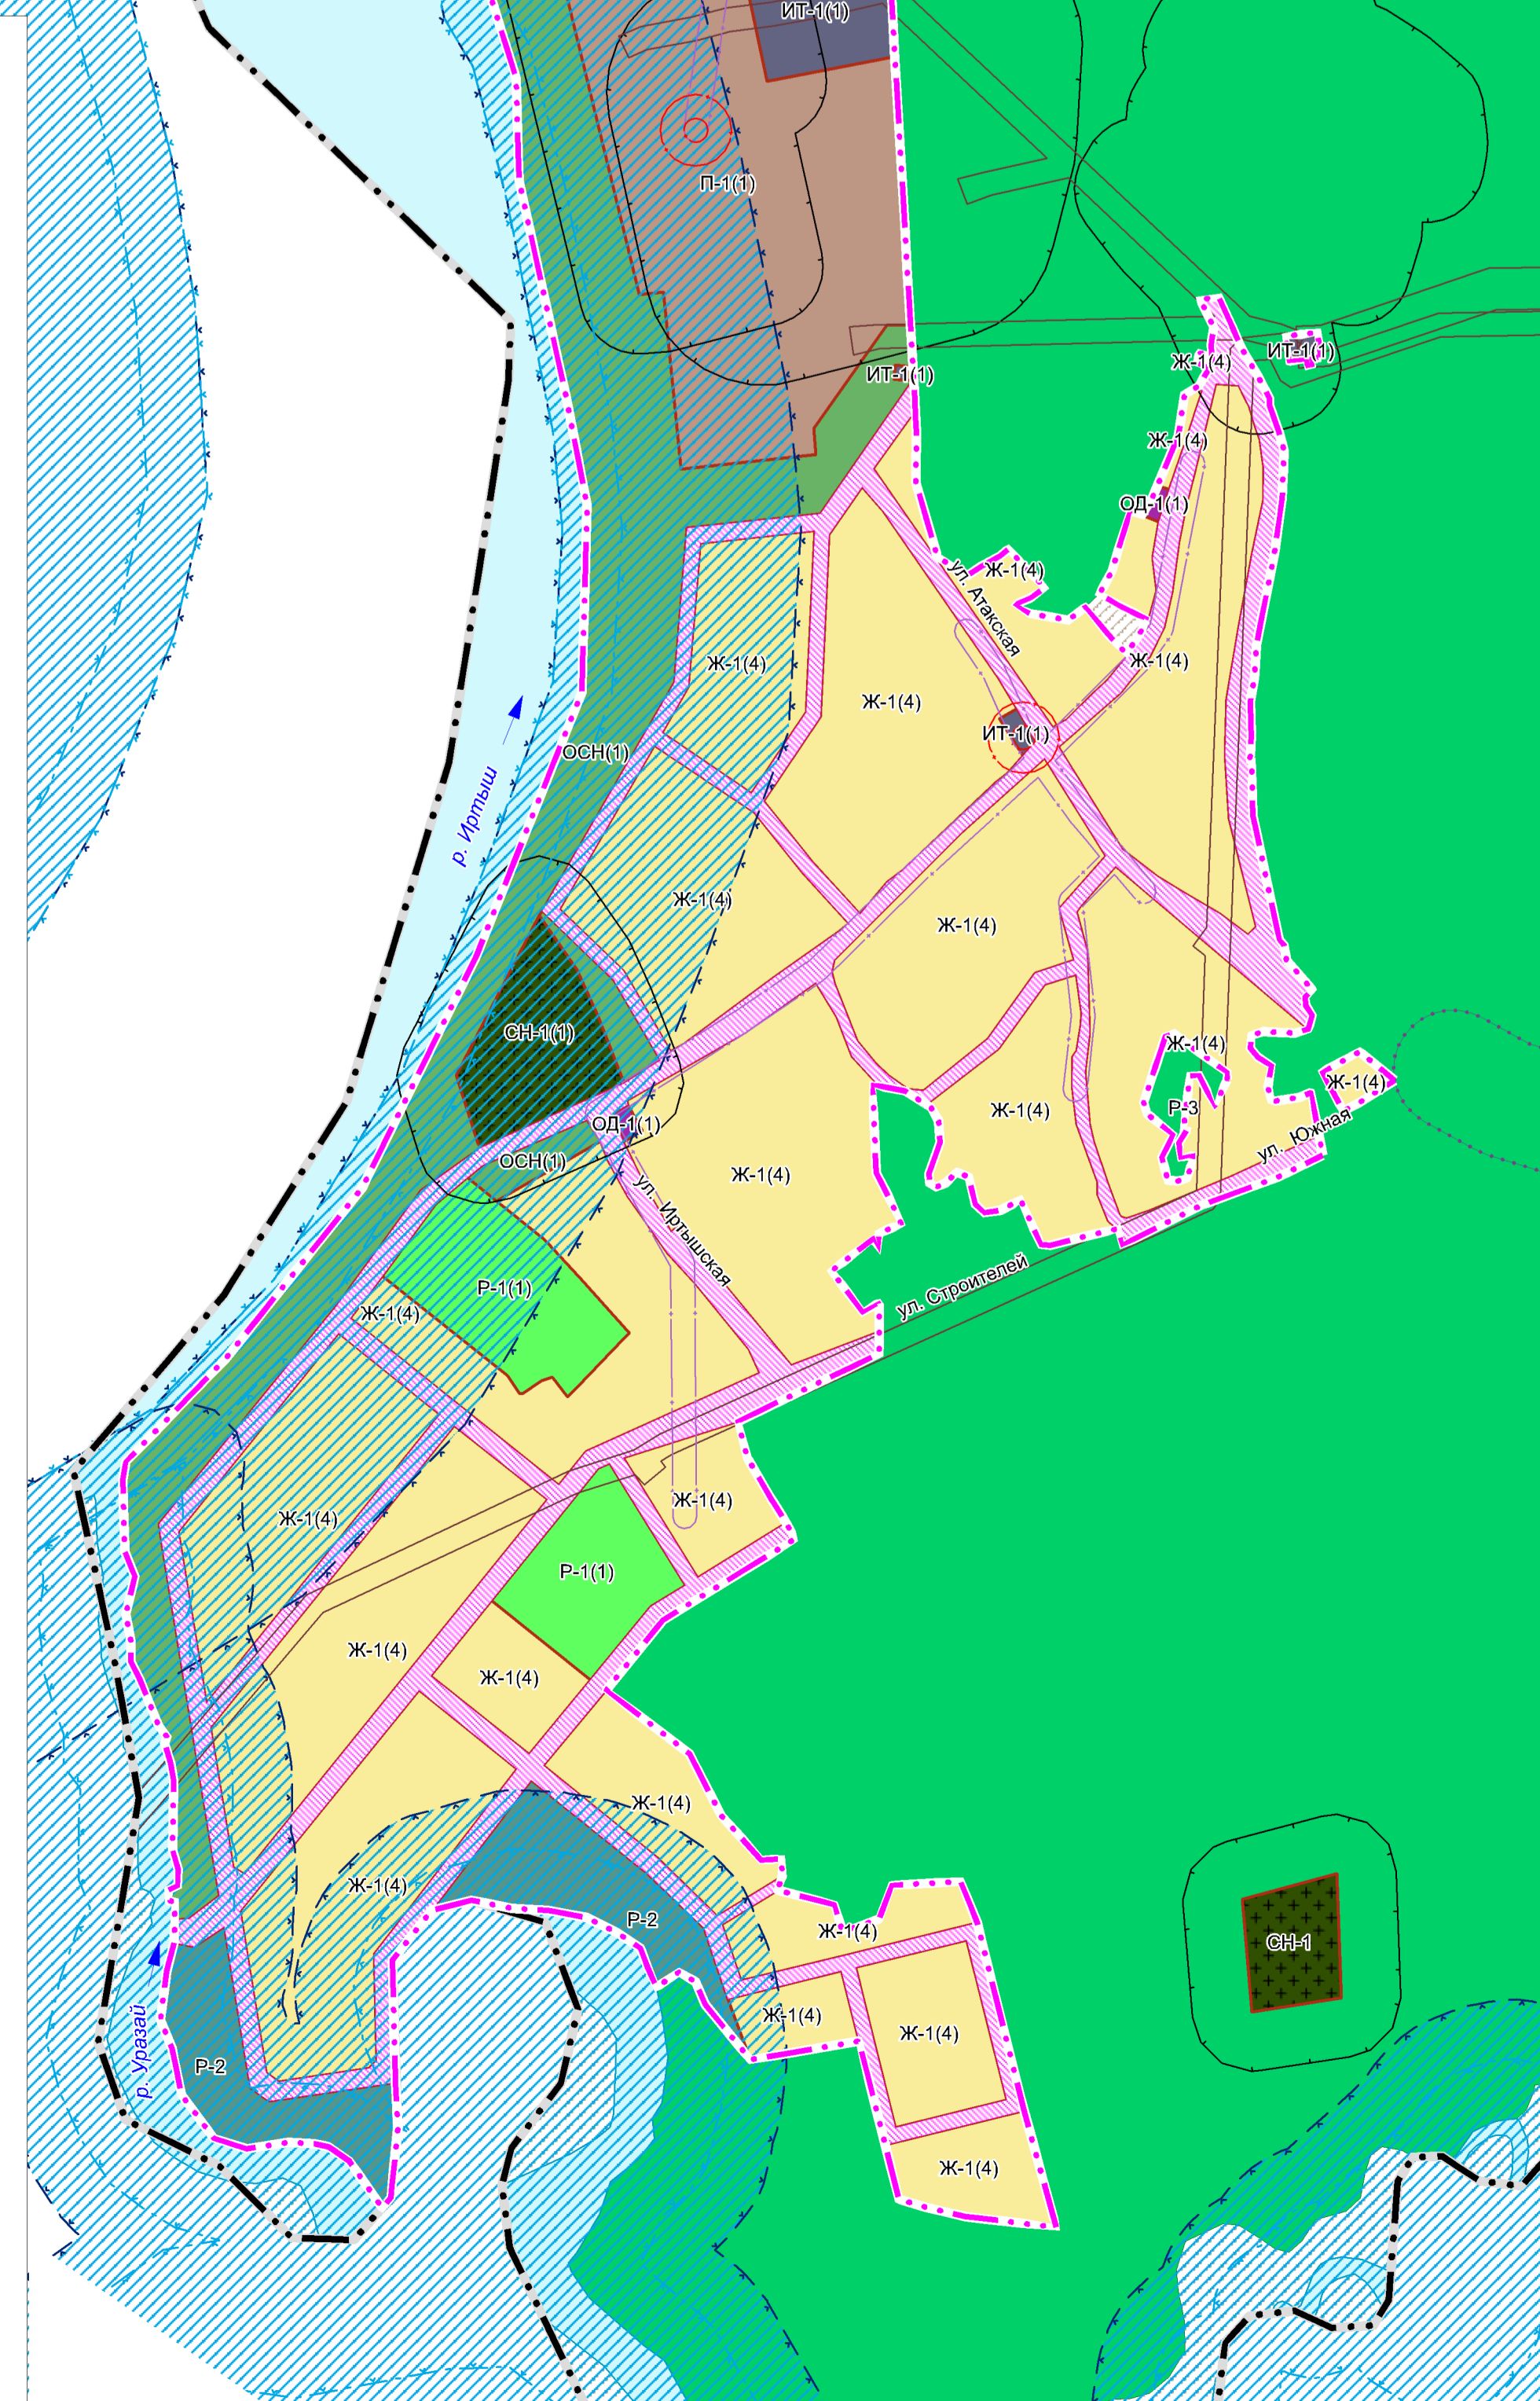 ИТ-1(1)
П-1(1)
ИТ-1(1)
Ж-1(4)
ИТ-1(1)
Ж-1(4)
ОД-1(1)
ул. Атакская
Ж-1(4)
Ж-1(4)
Ж-1(4)
Ж-1(4)
ИТ-1(1)
ОСН(1)
р. Иртыш
Ж-1(4)
Ж-1(4)
СН-1(1)
Ж-1(4)
Ж-1(4)
Р-3
Ж-1(4)
ОД-1(1)
ул. Южная
ОСН(1)
Ж-1(4)
ул. Иртышская
Р-1(1)
ул. Строителей
Ж-1(4)
Ж-1(4)
Ж-1(4)
Р-1(1)
Ж-1(4)
Ж-1(4)
Ж-1(4)
Ж-1(4)
Р-2
Ж-1(4)
СН-1
Ж-1(4)
Ж-1(4)
р. Уразай
Р-2
Ж-1(4)